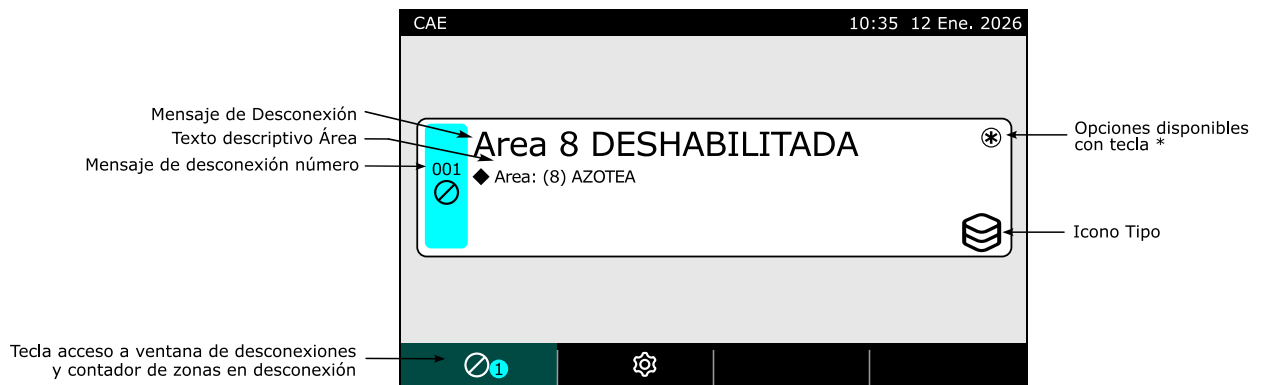 CAE 10:35 12 Ene. 2026
Mensaje de Desconexión
Texto descriptivo Área
Mensaje de desconexión número
Area 8 DESHABILITADA
001
Area: (8) AZOTEA
Opciones disponibles
con tecla *
Icono Tipo
Tecla acceso a ventana de desconexiones
y contador de zonas en desconexión
1